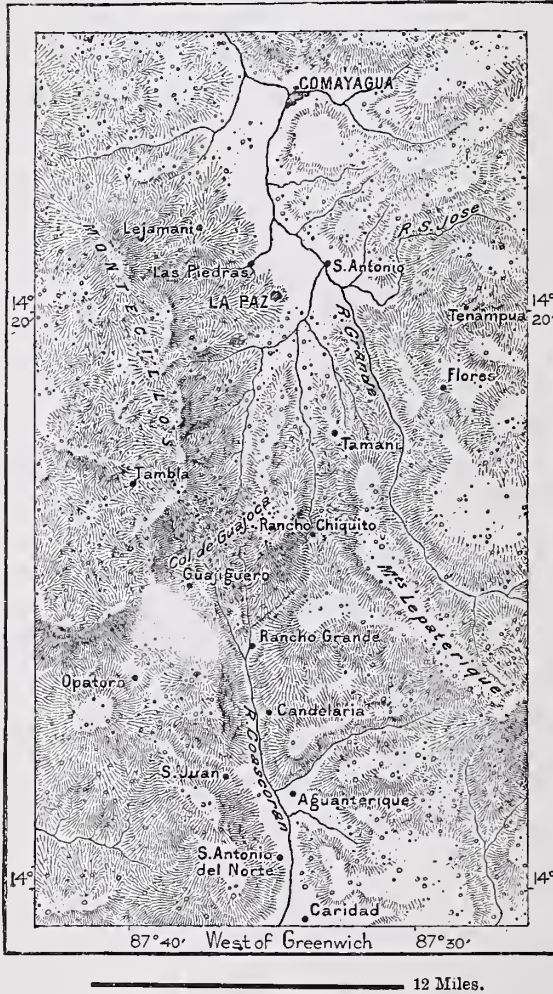 COMAYAGUA
Lejamani
R. S. Jose
MONTECILLOS
Las Piedras
S. Antonio
14°
20'
LA PAZ
14°
20'
R. Grande
Tenampua
Flores
Tamani
Tambla
Col de Guajoca
Rancho Chiquito
Guajiguero
Mts Lepaterique
Rancho Grande
Opatoro
R. Goascoran
Candelaria
S. Juan
Aguanterique
S. Antonio
del Norte
14°
14°
Caridad
87°40' West of Greenwich 87°30'
12 Miles.